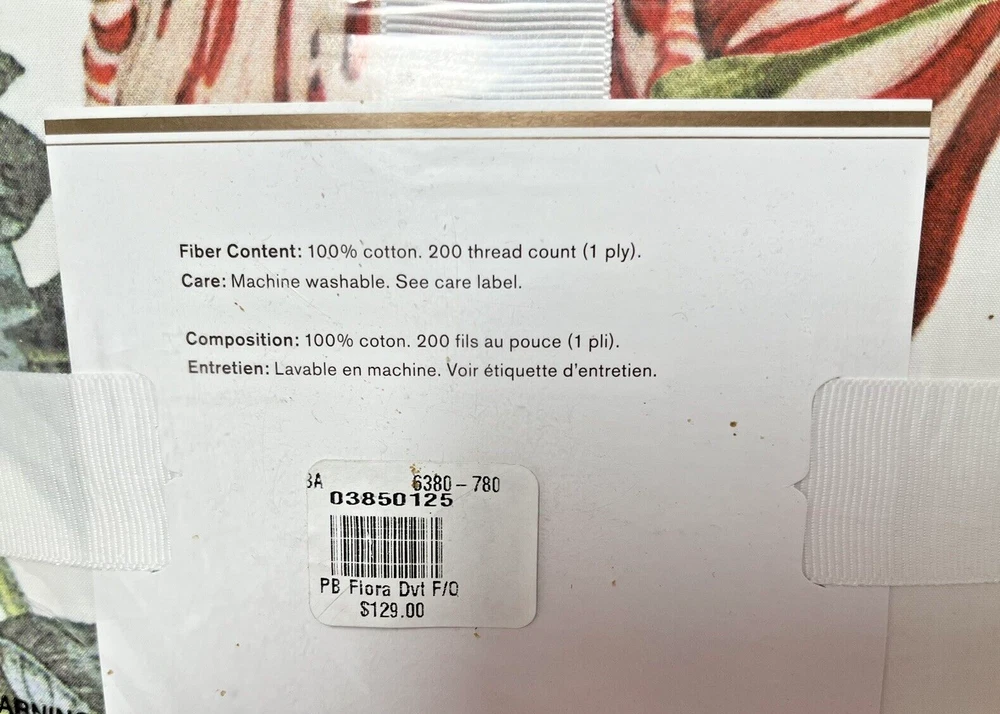 Fiber Content: 100% cotton. 200 thread count (1 ply).
Care: Machine washable. See care label.
Composition: 100% coton. 200 fils au pouce (1 pli).
Entretien: Lavable en machine. Voir étiquette d'entretien.
6380-780
03850125
PB Fiora Dvt F/Q
$129.00